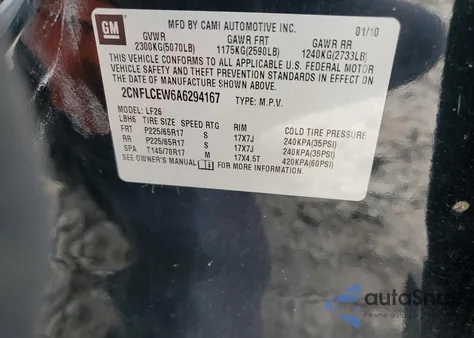 GM
MFD BY CAMI AUTOMOTIVE INC. 01/10
GVWR GAWR FRT GAWR RR
2300KG(5070LB) 1175KG(2590LB) 1240KG(2733LB)
THIS VEHICLE CONFORMS TO ALL APPLICABLE U.S. FEDERAL MOTOR
VEHICLE SAFETY AND THEFT PREVENTION STANDARDS IN EFFECT ON THE
DATE OF MANUFACTURE SHOWN ABOVE.
2CNFLCEW6A6294167 TYPE: M.P.V.
MODEL: LF26
LBH6 TIRE SIZE SPEED RTG RIM COLD TIRE PRESSURE
FRT P225/65R17 S 17X7J 240KPA(35PSI)
RR P225/65R17 S 17X7J 240KPA(35PSI)
SPA T145/70R17 M 17X4.5T 420KPA(60PSI)
SEE OWNER'S MANUAL FOR MORE INFORMATION.
autoSna
Pewne auto